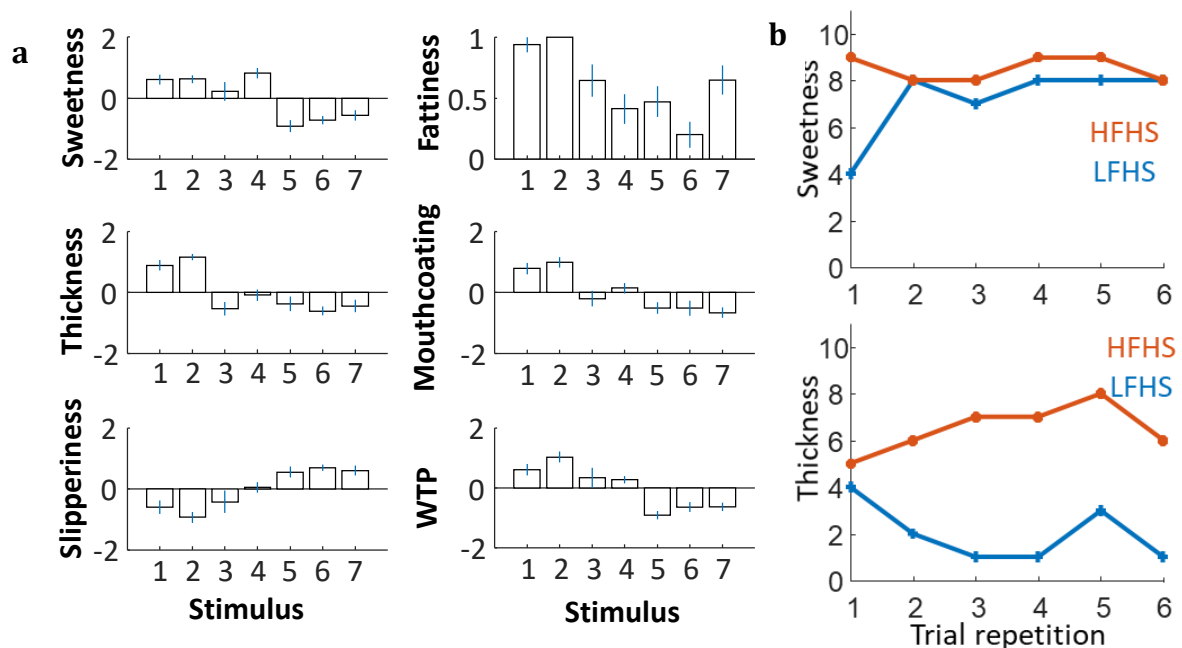 a
Sweetness
2
0
-2
1 2 3 4 5 6 7
Fattiness
1
0.5
0
1 2 3 4 5 6 7
Thickness
2
0
-2
1 2 3 4 5 6 7
Mouthcoating
2
0
-2
1 2 3 4 5 6 7
Slipperiness
2
0
-2
1 2 3 4 5 6 7
Stimulus
WTP
2
0
-2
1 2 3 4 5 6 7
Stimulus
b
Sweetness
10
8
6
4
2
0
HFHS
LFHS
1 2 3 4 5 6
Thickness
10
8
6
4
2
0
HFHS
LFHS
1 2 3 4 5 6
Trial repetition